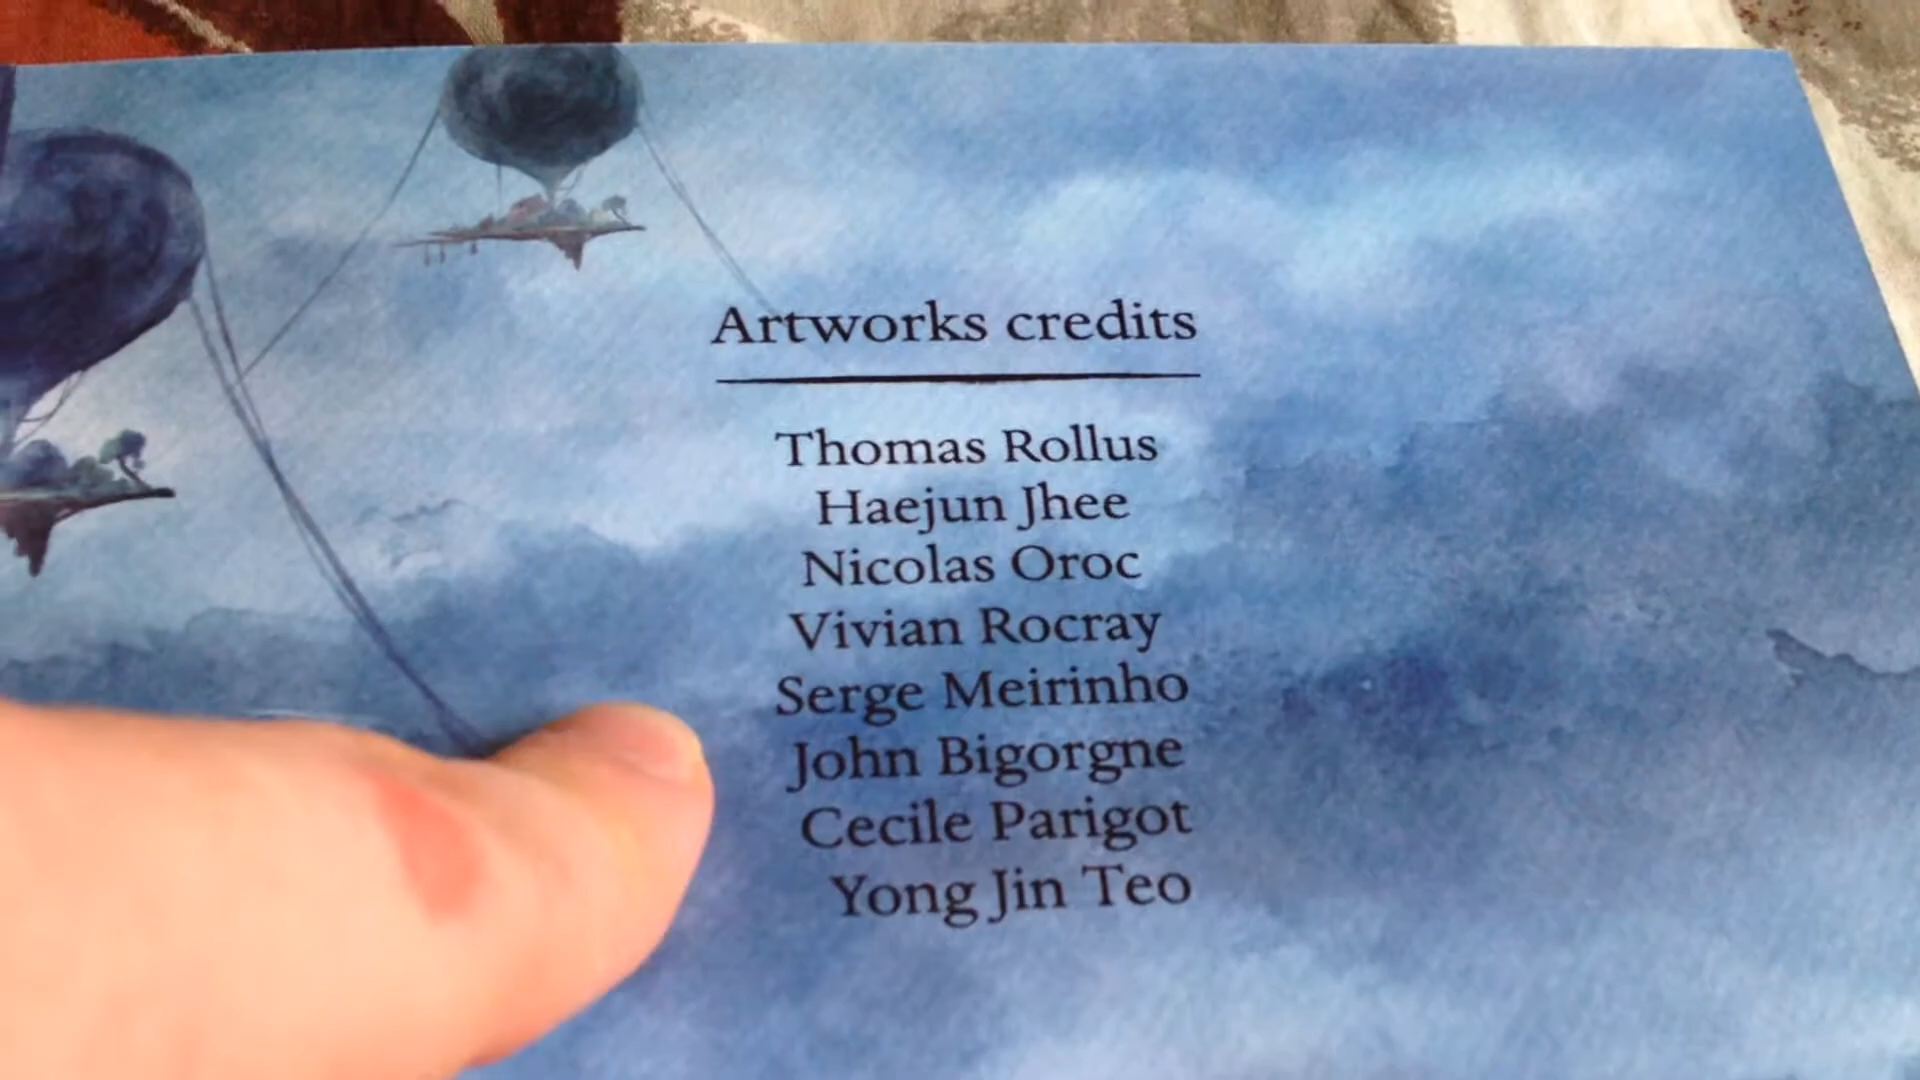 Artworks credits
Thomas Rollus
Haejun Jhee
Nicolas Oroc
Vivian Rocray
Serge Meirinho
John Bigorgne
Cecile Parigot
Yong Jin Teo